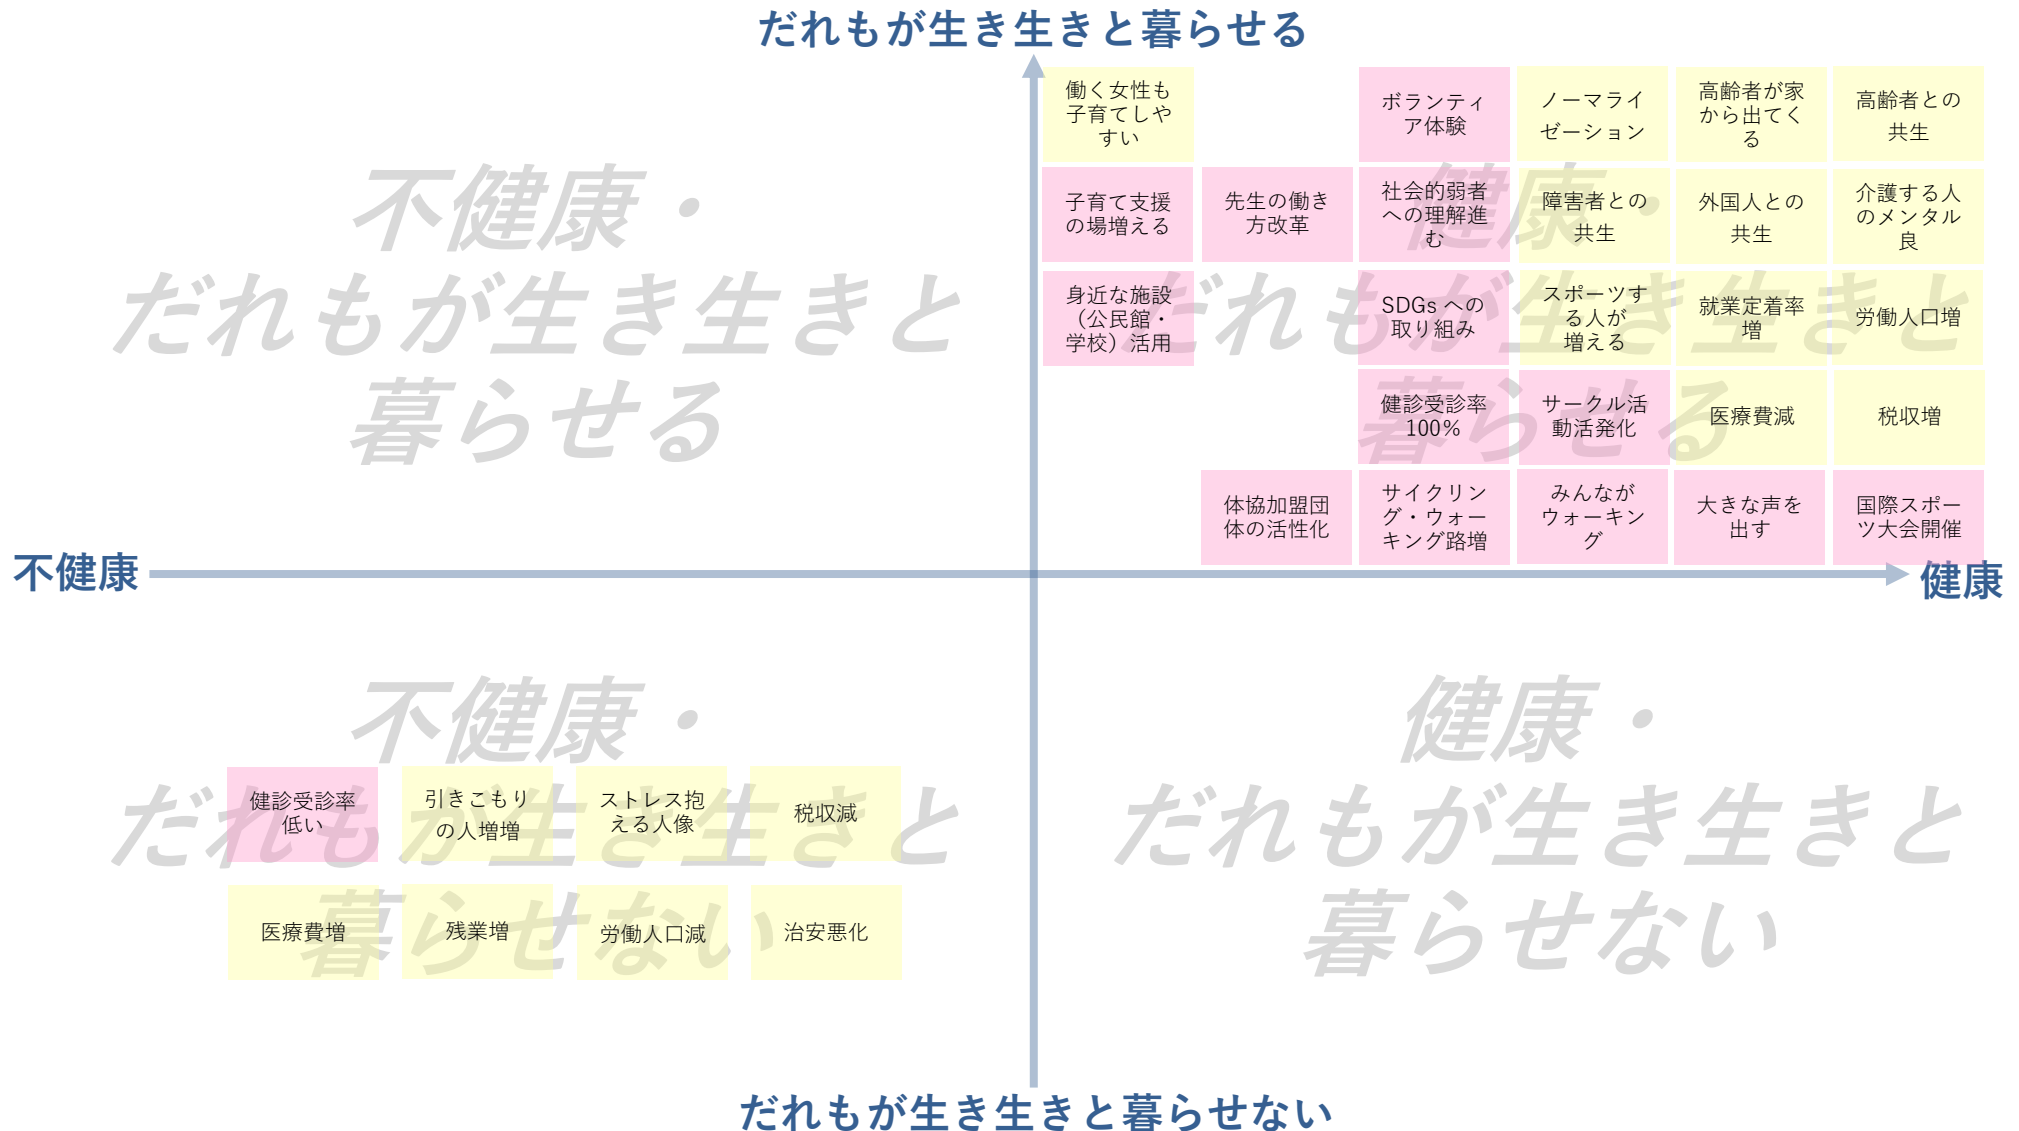 だれもが生き生きと暮らせる
不健康・
だれもが生き生きと
暮らせる
健康・
だれもが生き生きと
暮らせる
働く女性も
子育てしや
すい
ボランティ
ア体験
ノーマライ
ゼーション
高齢者が家
から出てく
る
高齢者との
共生
子育て支援
の場増える
先生の働き
方改革
社会的弱者
への理解進
む
障害者との
共生
外国人との
共生
介護する人
のメンタル
良
身近な施設
（公民館・
学校）活用
SDGs への
取り組み
スポーツす
る人が
増える
就業定着率
増
労働人口増
健診受診率
100%
サークル活
動活発化
医療費減
税収増
体協加盟団
体の活性化
サイクリン
グ・ウォー
キング路増
みんなが
ウォーキン
グ
大きな声を
出す
国際スポー
ツ大会開催
不健康
健康
不健康・
だれもが生き生きと
暮らせない
健診受診率
低い
引きこもり
の人増増
ストレス抱
える人像
税収減
医療費増
残業増
労働人口減
治安悪化
健康・
だれもが生き生きと
暮らせない
だれもが生き生きと暮らせない